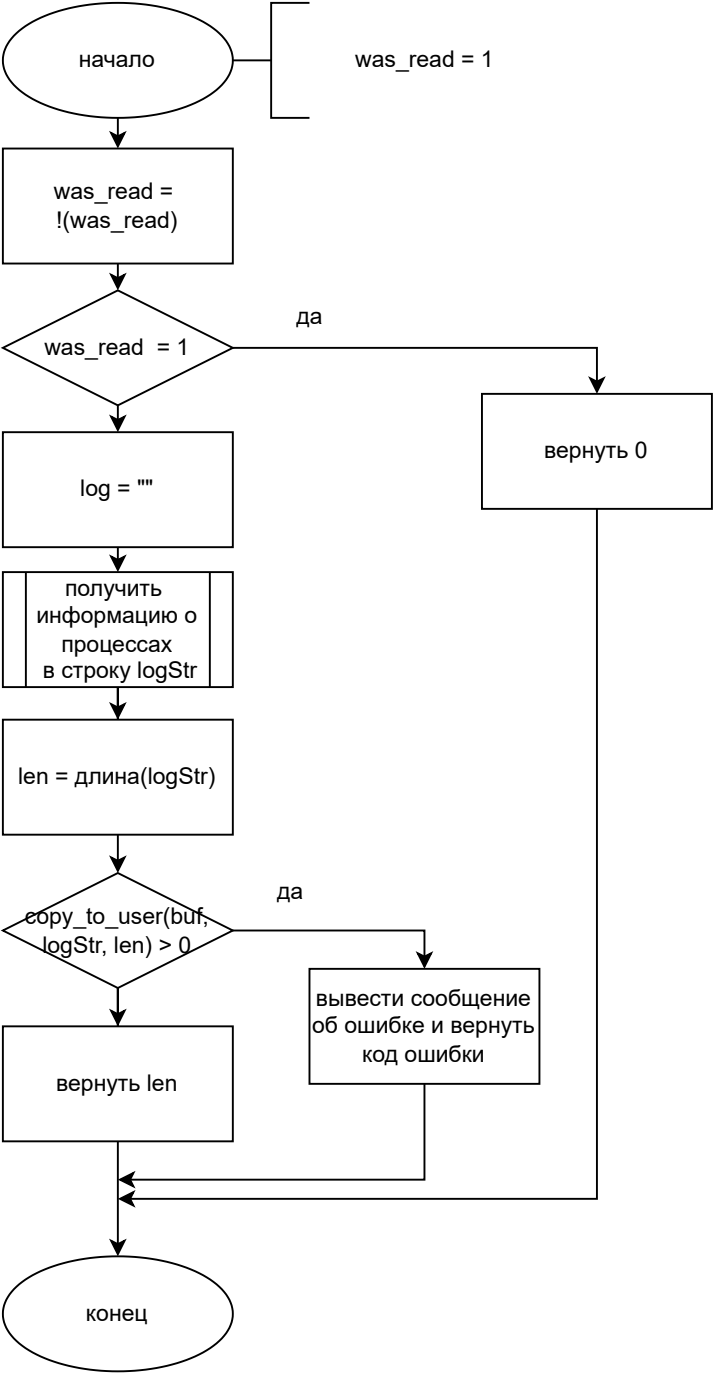 начало
was_read = 1
was_read =
!(was_read)
да
was_read = 1
вернуть 0
log = ""
получить
информацию о
процессах
в строку logStr
len = длина(logStr)
да
copy_to_user(buf,
logStr, len) > 0
вывести сообщение
об ошибке и вернуть
код ошибки
вернуть len
конец